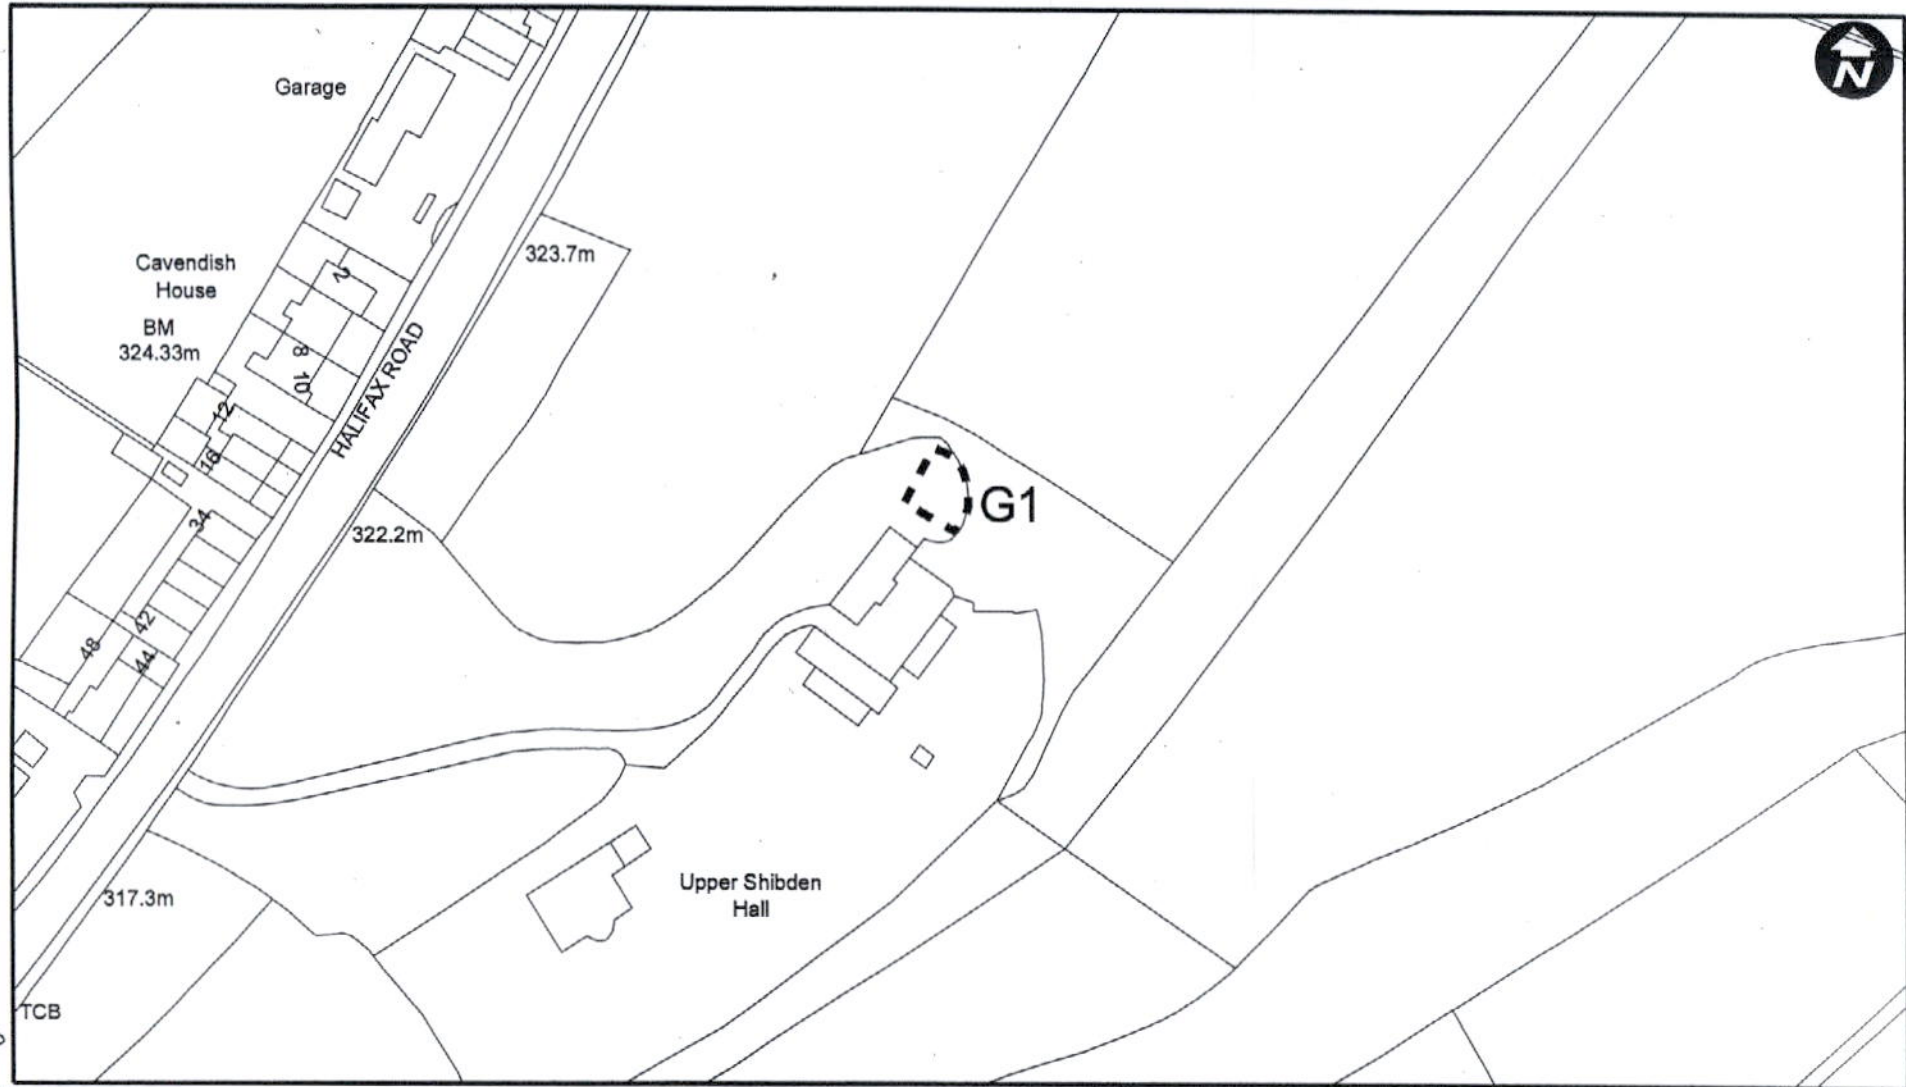 N
Garage
323.7m
Cavendish
House
BM
324.33m
2
8
10
HALIFAX ROAD
12
16
G1
34
322.2m
42
48
44
317.3m
Upper Shibden
Hall
TCB